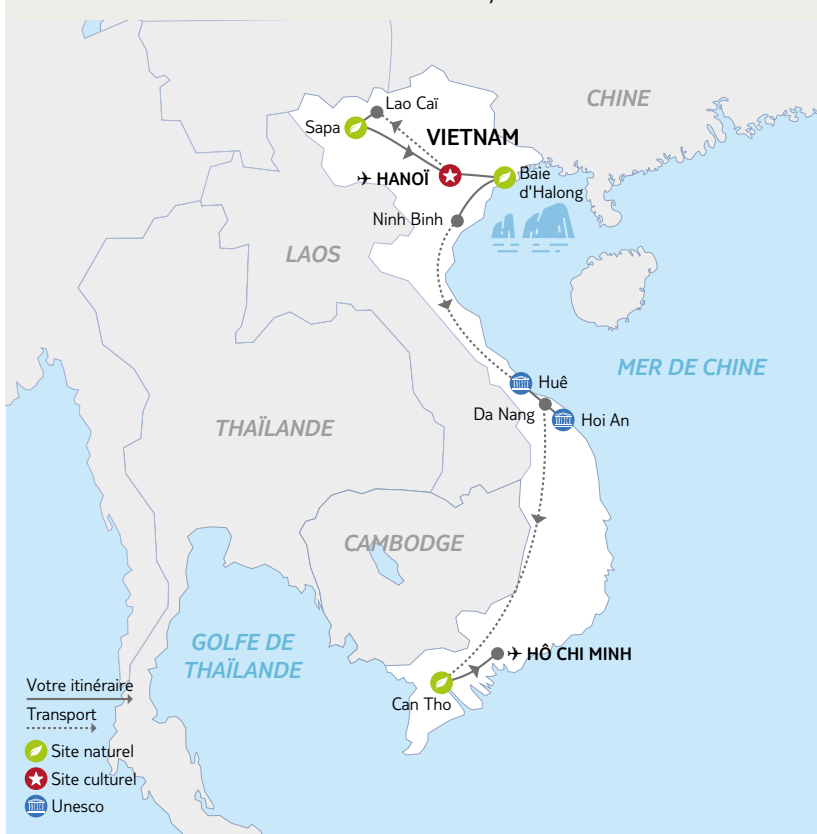 CHINE
Lao Caï
Sapa
VIETNAM
HANOÏ
Baie
d'Halong
Ninh Binh
LAOS
MER DE CHINE
Huê
Da Nang
Hoi An
THAÏLANDE
CAMBODGE
GOLFE DE
THAÏLANDE
HÔ CHI MINH
Can Tho
Votre itinéraire
Transport
Site naturel
Site culturel
Unesco